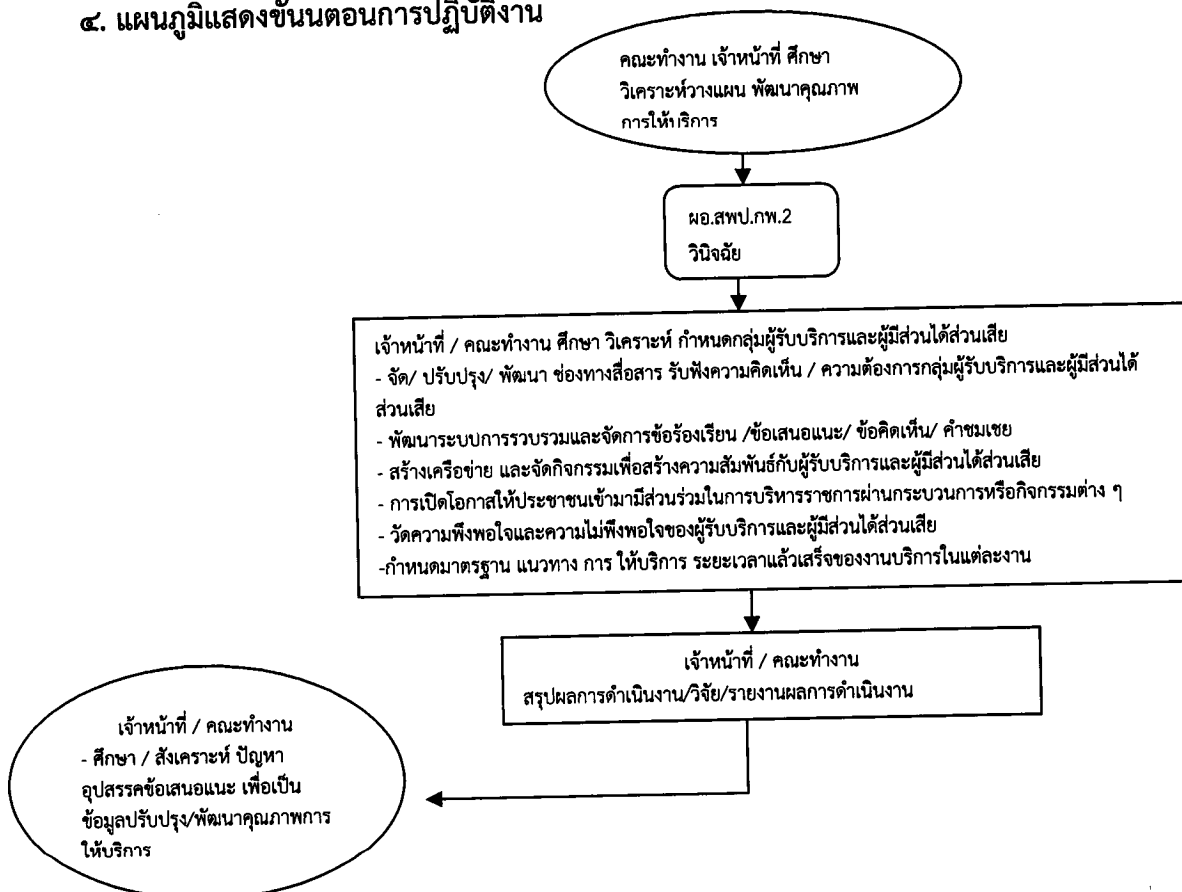 ๔. แผนภูมิแสดงขั้นนตอนการปฏิบัติงาน
คณะทำงาน เจ้าหน้าที่ ศึกษา
วิเคราะห์วางแผน พัฒนาคุณภาพ
การให้บริการ
ผอ.สพป.กพ.2
วินิจฉัย
เจ้าหน้าที่ / คณะทำงาน ศึกษา วิเคราะห์ กำหนดกลุ่มผู้รับบริการและผู้มีส่วนได้ส่วนเสีย
- จัด/ ปรับปรุง/ พัฒนา ช่องทางสื่อสาร รับฟังความคิดเห็น / ความต้องการกลุ่มผู้รับบริการและผู้มีส่วนได้
ส่วนเสีย
- พัฒนาระบบการรวบรวมและจัดการข้อร้องเรียน /ข้อเสนอแนะ/ ข้อคิดเห็น/ คำชมเชย
- สร้างเครือข่าย และจัดกิจกรรมเพื่อสร้างความสัมพันธ์กับผู้รับบริการและผู้มีส่วนได้ส่วนเสีย
- การเปิดโอกาสให้ประชาชนเข้ามามีส่วนร่วมในการบริหารราชการผ่านกระบวนการหรือกิจกรรมต่าง ๆ
- วัดความพึงพอใจและความไม่พึงพอใจของผู้รับบริการและผู้มีส่วนได้ส่วนเสีย
-กำหนดมาตรฐาน แนวทาง การ ให้บริการ ระยะเวลาแล้วเสร็จของงานบริการในแต่ละงาน
เจ้าหน้าที่ / คณะทำงาน
สรุปผลการดำเนินงาน/วิจัย/รายงานผลการดำเนินงาน
เจ้าหน้าที่ / คณะทำงาน
- ศึกษา / สังเคราะห์ ปัญหา
อุปสรรคข้อเสนอแนะ เพื่อเป็น
ข้อมูลปรับปรุง/พัฒนาคุณภาพการ
ให้บริการ